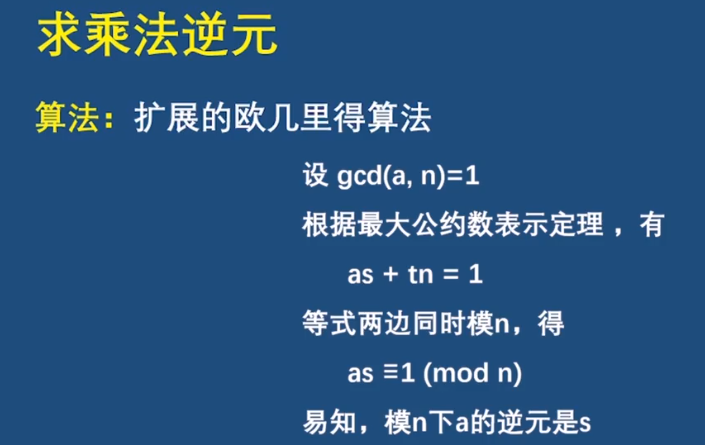 求乘法逆元
算法：扩展的欧几里得算法
设 gcd(a, n)=1
根据最大公约数表示定理 ，有
as + tn = 1
等式两边同时模n，得
as ≡1 (mod n)
易知，模n下a的逆元是s